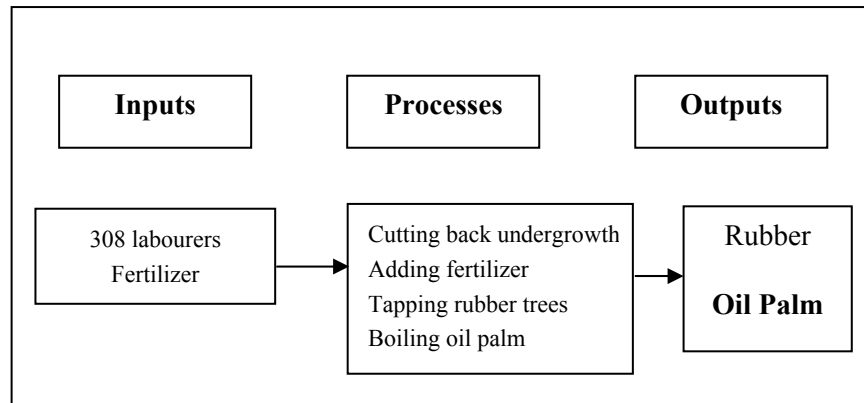 Inputs
Processes
Outputs
308 labourers
Fertilizer
Cutting back undergrowth
Adding fertilizer
Tapping rubber trees
Boiling oil palm
Rubber
Oil Palm